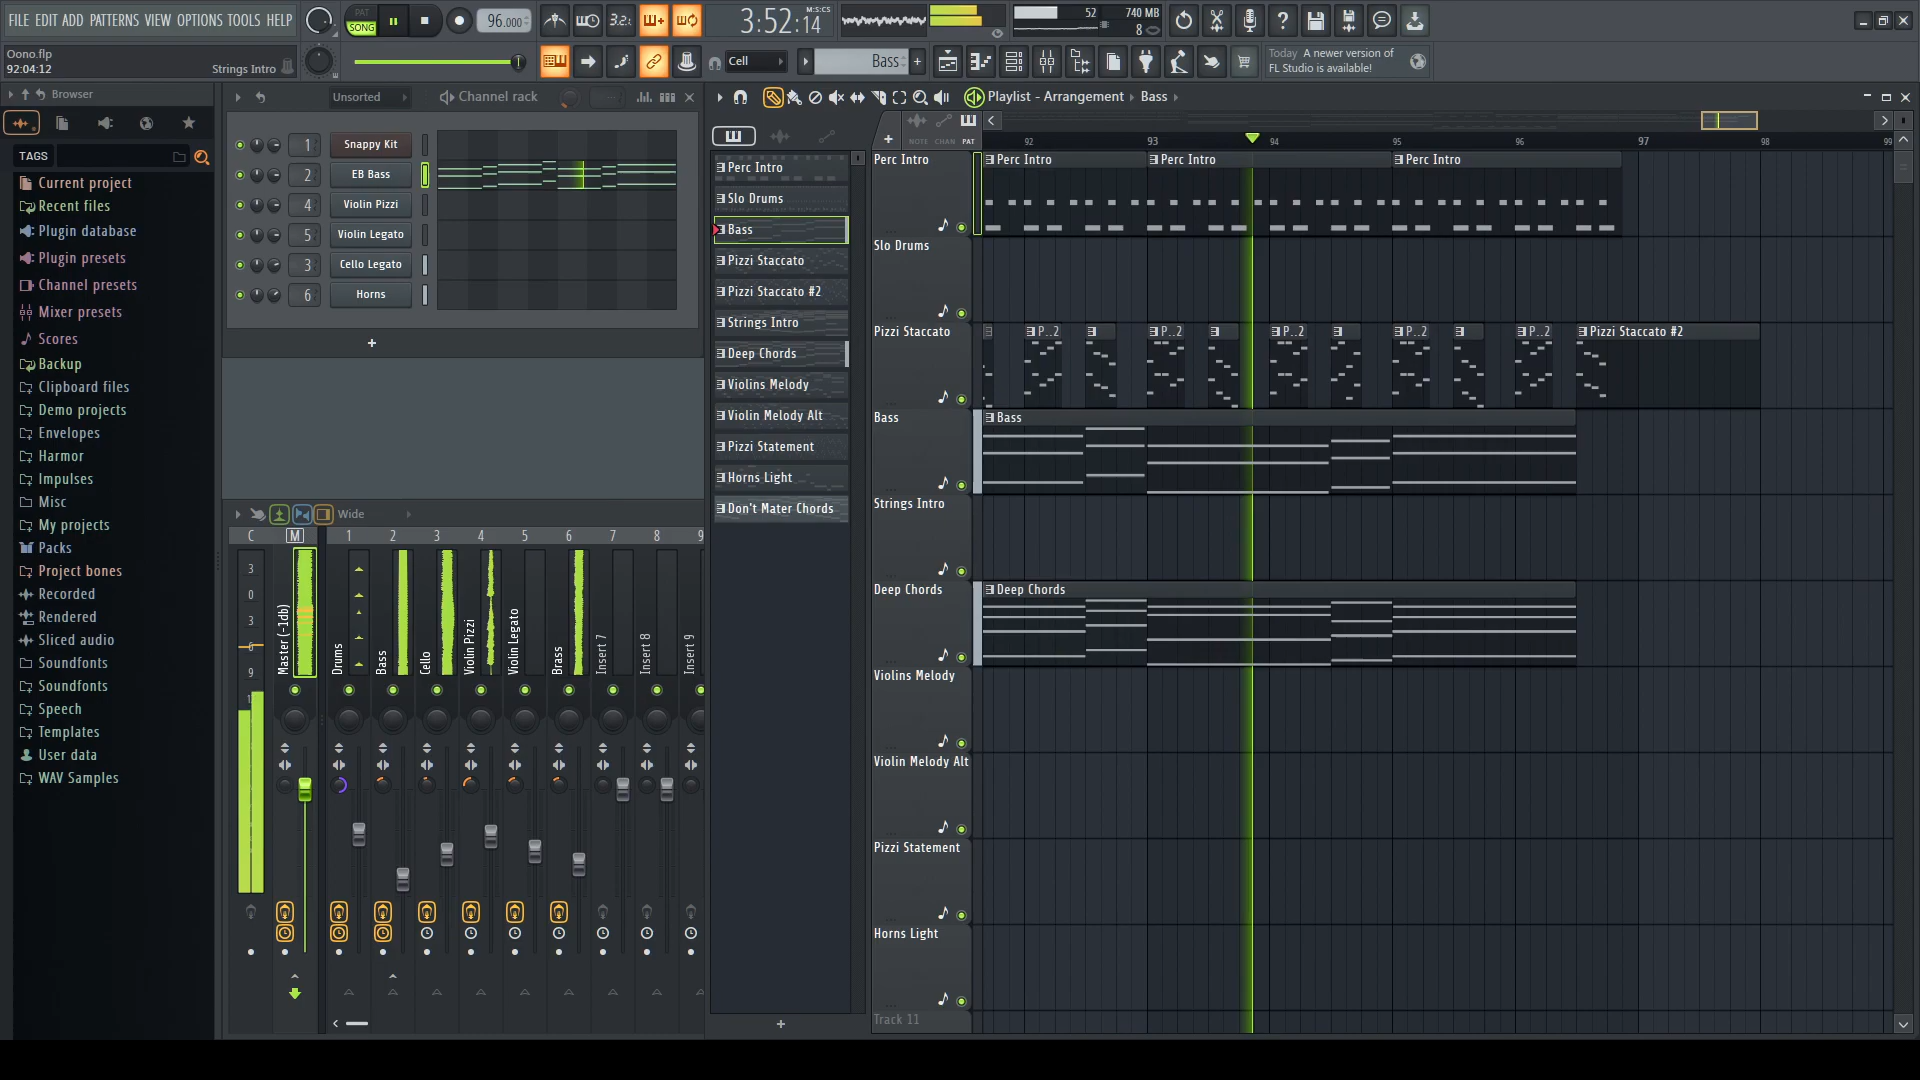 FILE EDIT ADD PATTERNS VIEW OPTIONS TOOLS HELP
PAT
SONG
96.000
3.2.
M:S:CS
3:52:14
52
740 MB
8
Oono.flp
92:04:12
Strings Intro
Cell
Bass
Today A newer version of
FL Studio is available!
Browser
Unsorted
Channel rack
Playlist - Arrangement Bass
TAGS
Current project
Recent files
Plugin database
Plugin presets
Channel presets
Mixer presets
Scores
Backup
Clipboard files
Demo projects
Envelopes
Harmor
Impulses
Misc
My projects
Packs
Project bones
Recorded
Rendered
Sliced audio
Soundfonts
Soundfonts
Speech
Templates
User data
WAV Samples
1 Snappy Kit
2 EB Bass
4 Violin Pizzi
5 Violin Legato
3 Cello Legato
6 Horns
+
Wide
C M 1 2 3 4 5 6 7 8 9
3
0
3
6
9
Master (-1db)
Drums
Bass
Cello
Violin Pizzi
Violin Legato
Brass
Insert 7
Insert 8
Insert 9
Perc Intro
Slo Drums
Bass
Pizzi Staccato
Pizzi Staccato #2
Strings Intro
Deep Chords
Violins Melody
Violin Melody Alt
Pizzi Statement
Horns Light
Don't Mater Chords
+
NOTE CHAN PAT
92 93 94 95 96 97 98 99
Perc Intro
Perc Intro Perc Intro Perc Intro
Slo Drums
Pizzi Staccato
P..2 P..2 P..2 P..2 P..2 Pizzi Staccato #2
Bass
Bass
Strings Intro
Deep Chords
Deep Chords
Violins Melody
Violin Melody Alt
Pizzi Statement
Horns Light
Track 11